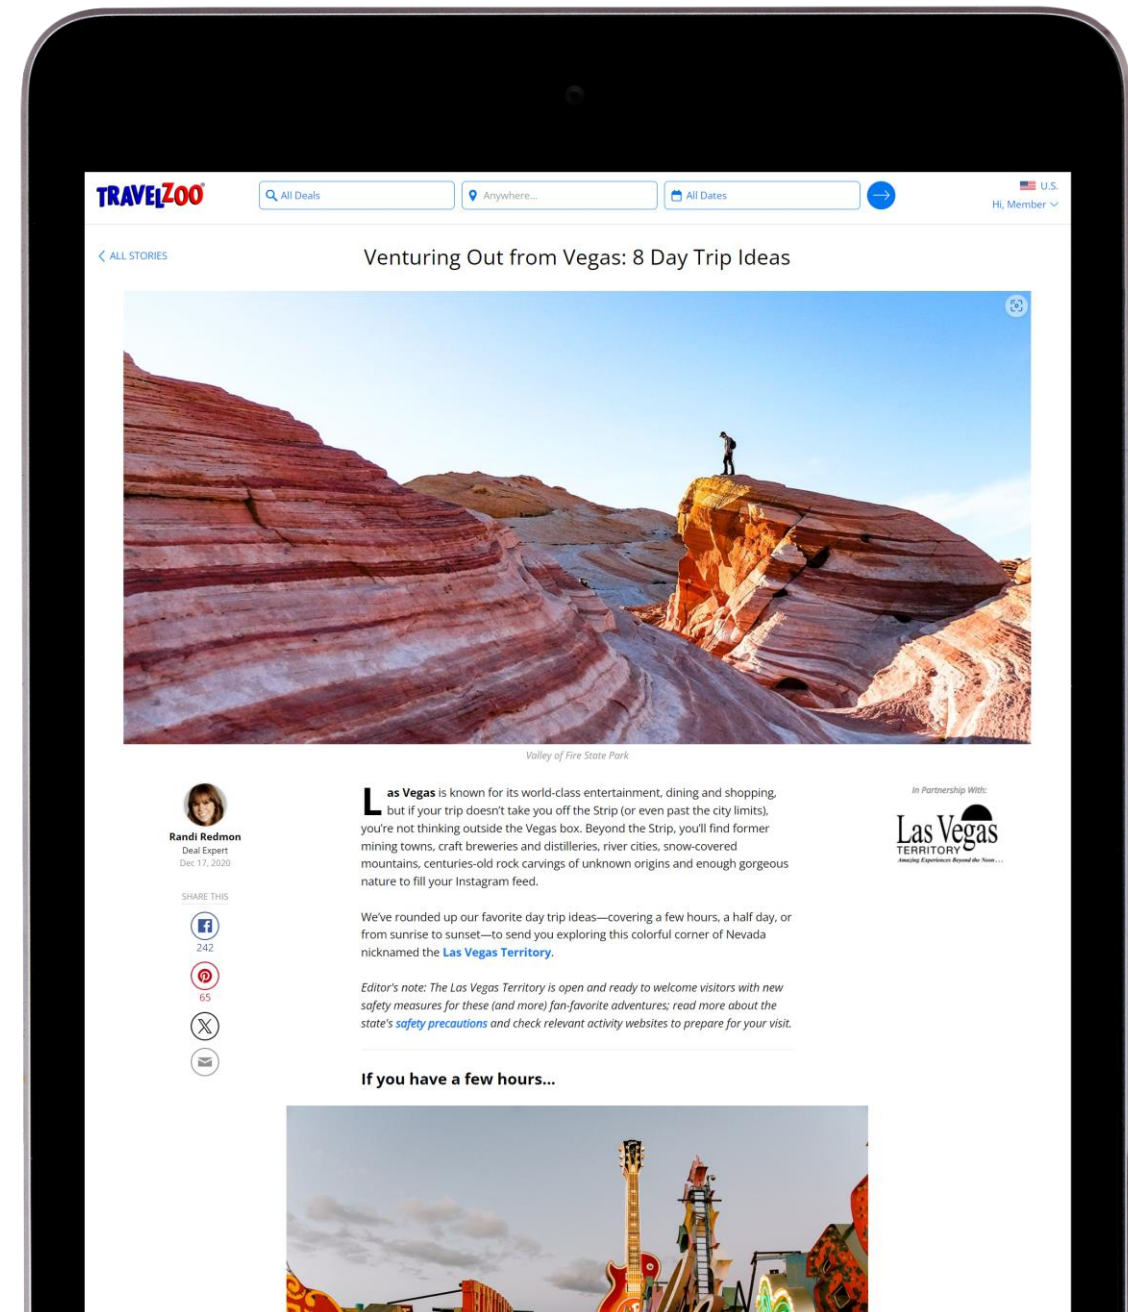 TRAVELZOO
All Deals
Anywhere...
All Dates
U.S.
Hi, Member
ALL STORIES
Venturing Out from Vegas: 8 Day Trip Ideas
Valley of Fire State Park
Randi Redmon
Deal Expert
Dec 17, 2020
SHARE THIS
242
65
Las Vegas is known for its world-class entertainment, dining and shopping,
but if your trip doesn't take you off the Strip (or even past the city limits),
you're not thinking outside the Vegas box. Beyond the Strip, you'll find former
mining towns, craft breweries and distilleries, river cities, snow-covered
mountains, centuries-old rock carvings of unknown origins and enough gorgeous
nature to fill your Instagram feed.
We've rounded up our favorite day trip ideas—covering a few hours, a half day, or
from sunrise to sunset—to send you exploring this colorful corner of Nevada
nicknamed the Las Vegas Territory.
Editor's note: The Las Vegas Territory is open and ready to welcome visitors with new
safety measures for these (and more) fan-favorite adventures; read more about the
state's safety precautions and check relevant activity websites to prepare for your visit.
In Partnership With:
Las Vegas
TERRITORY
Amazing Experiences Beyond the Neon...
If you have a few hours...